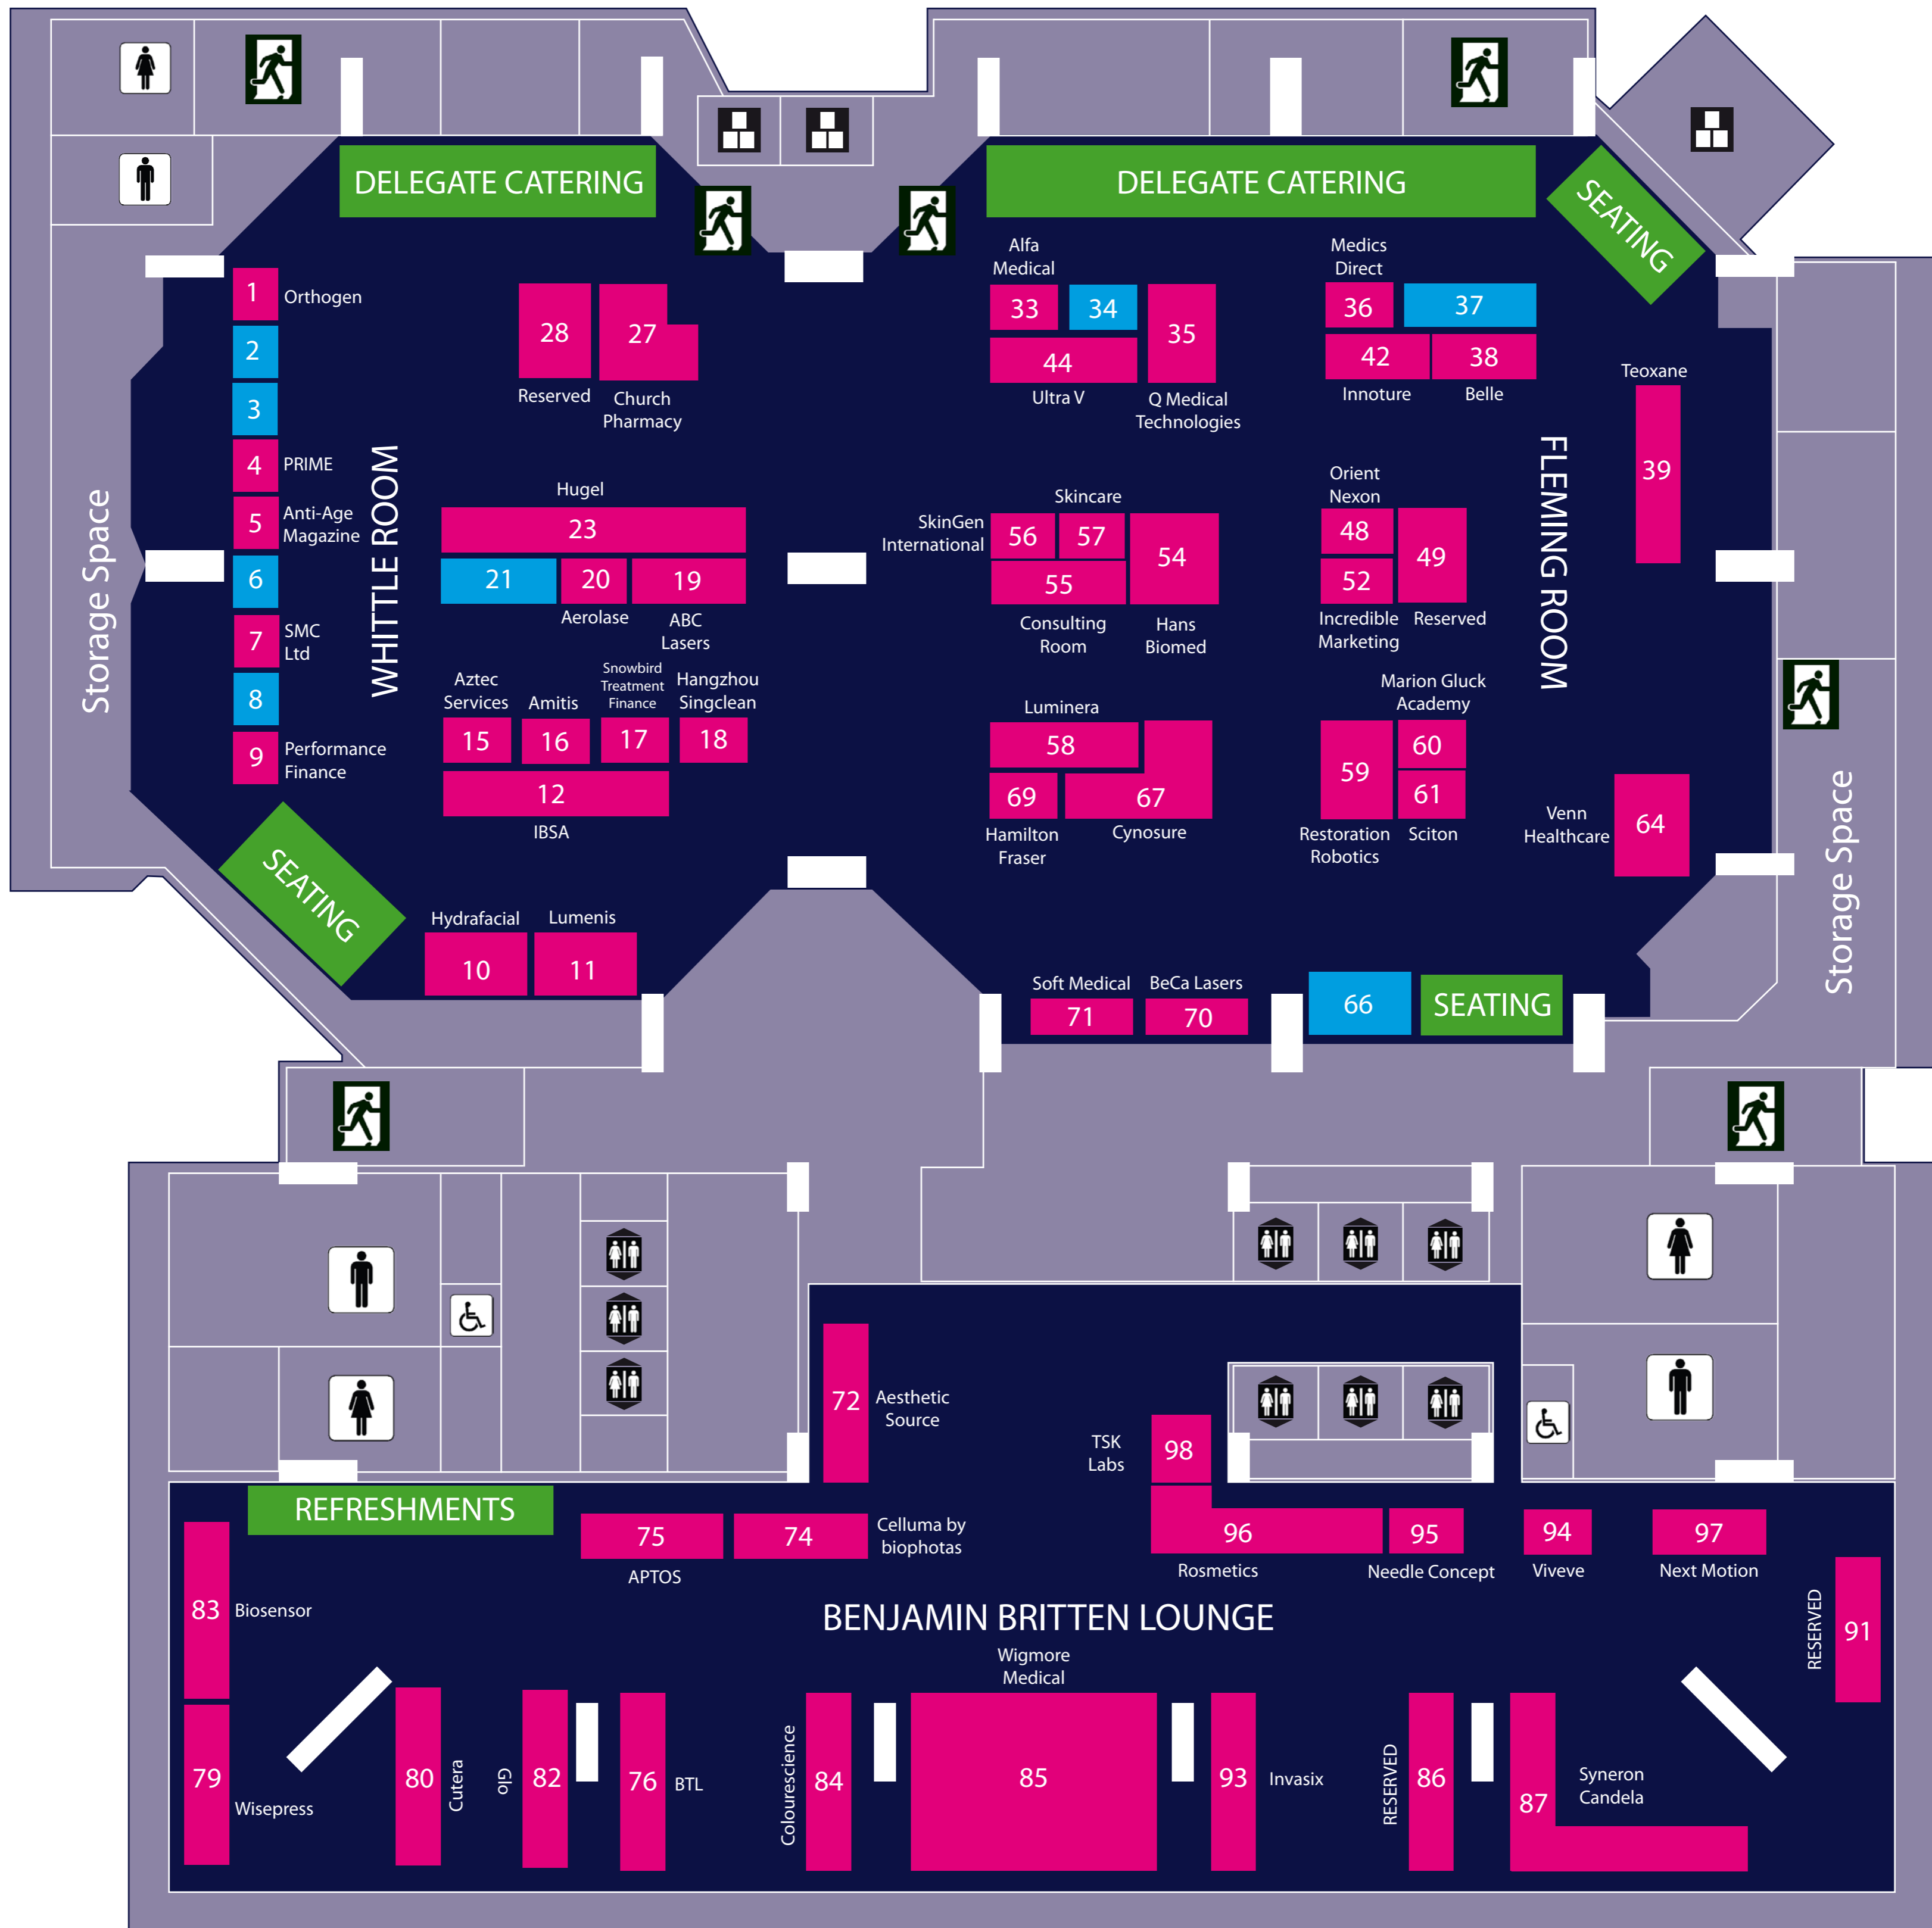 DELEGATE CATERING
DELEGATE CATERING
SEATING
Alfa
Medical
Medics
Direct
1
Orthogen
2
3
4
PRIME
5
Anti-Age
Magazine
6
7
SMC
Ltd
8
9
Performance
Finance
Storage Space
WHITTLE ROOM
28
Reserved
27
Church
Pharmacy
33
34
35
44
Ultra V
Q Medical
Technologies
36
37
42
38
Innoture
Belle
Teoxane
39
FLEMING ROOM
Hugel
23
21
20
19
Aerolase
ABC
Lasers
SkinGen
International
Skincare
56
57
54
55
Consulting
Room
Hans
Biomed
Orient
Nexon
48
49
52
Incredible
Marketing
Reserved
Aztec
Services
Amitis
Snowbird
Treatment
Finance
Hangzhou
Singclean
15
16
17
18
12
IBSA
Luminera
58
69
67
Hamilton
Fraser
Cynosure
Marion Gluck
Academy
59
60
61
Restoration
Robotics
Sciton
Venn
Healthcare
64
Storage Space
SEATING
Hydrafacial
Lumenis
10
11
Soft Medical
BeCa Lasers
71
70
66
SEATING
72
Aesthetic
Source
TSK
Labs
98
REFRESHMENTS
75
APTOS
74
Celluma by
biophotas
96
Rosmetics
95
Needle Concept
94
Viveve
97
Next Motion
RESERVED
91
83
Biosensor
BENJAMIN BRITTEN LOUNGE
Wigmore
Medical
79
Wisepress
80
Cutera
Glo
82
76
BTL
Colourescience
84
85
93
Invasix
RESERVED
86
87
Syneron
Candela